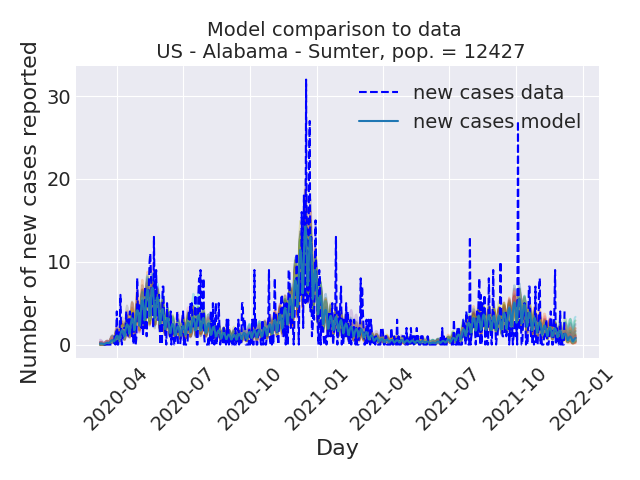 Model comparison to data
US - Alabama - Sumter, pop. = 12427
Number of new cases reported
30
20
10
0
new cases data
new cases model
2020-04
2020-07
2020-10
2021-01
2021-04
2021-07
2021-10
2022-01
Day